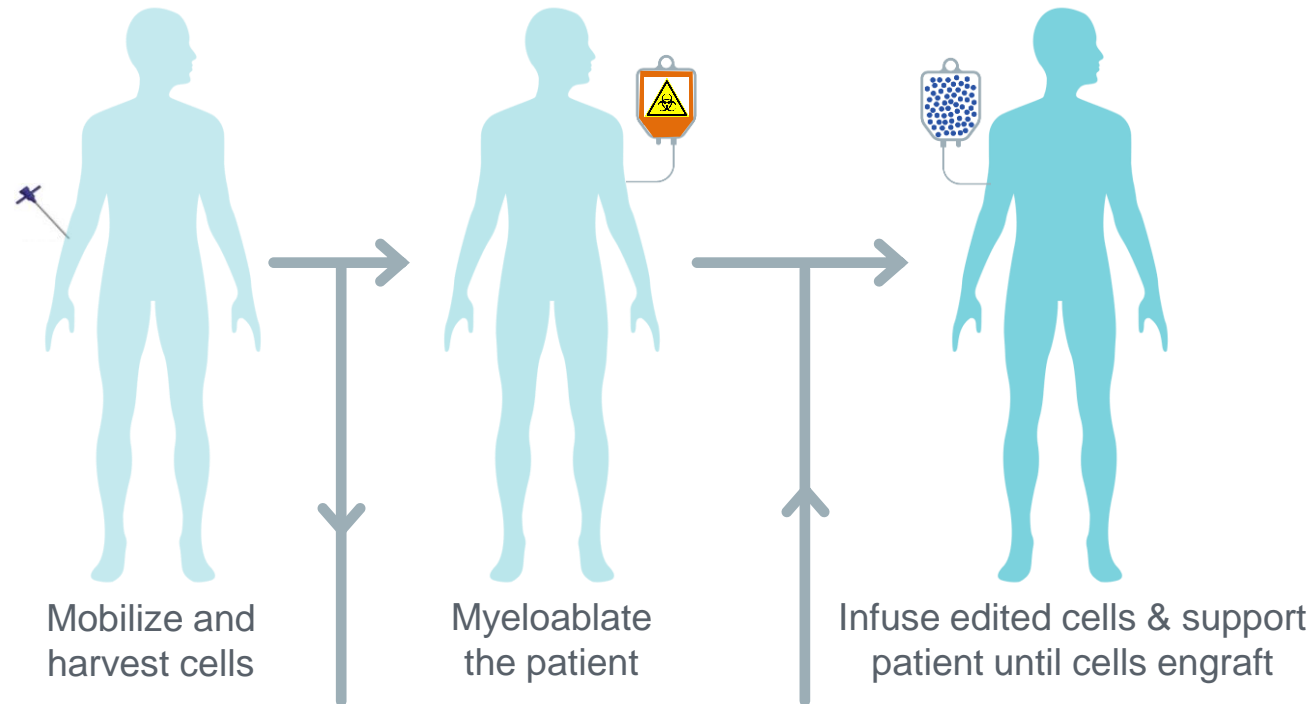 Mobilize and
harvest cells
Myeloablate
the patient
Infuse edited cells & support
patient until cells engraft